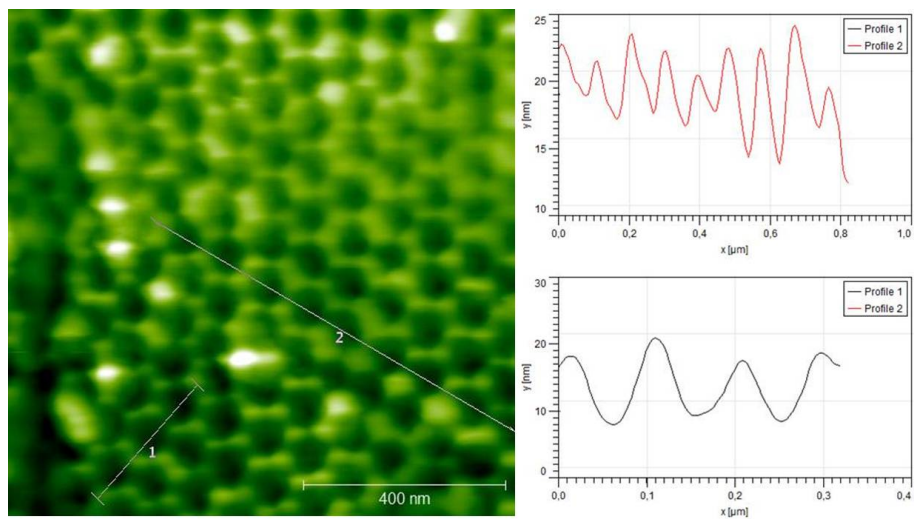 2
1
400 nm
25
20
15
10
y [nm]
Profile 1
Profile 2
0,0 0,2 0,4 0,6 0,8 1,0
x [µm]
30
20
10
0
y [nm]
Profile 1
Profile 2
0,0 0,1 0,2 0,3 0,4
x [µm]